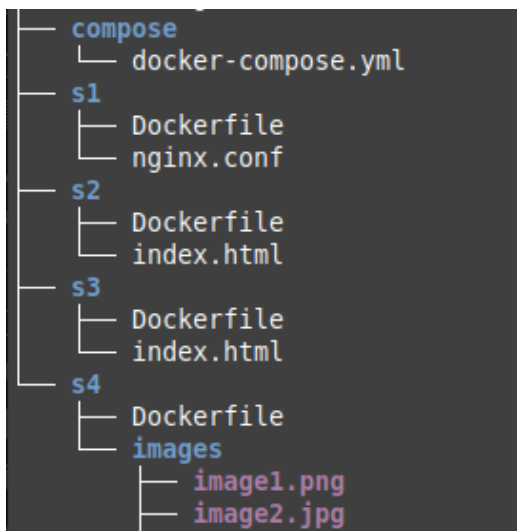 compose
docker-compose.yml
s1
Dockerfile
nginx.conf
s2
Dockerfile
index.html
s3
Dockerfile
index.html
s4
Dockerfile
images
image1.png
image2.jpg